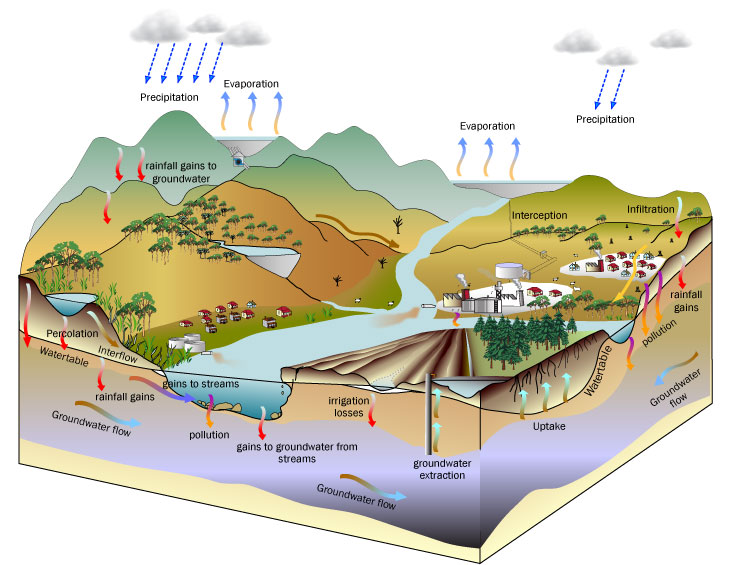 Evaporation
Precipitation
Precipitation
Evaporation
rainfall gains to
groundwater
Interception
Infiltration
rainfall
gains
Percolation
pollution
Watertable
Interflow
Watertable
gains to streams
rainfall gains
irrigation
losses
Groundwater
flow
Groundwater flow
pollution
Uptake
gains to groundwater from
streams
groundwater
extraction
Groundwater flow